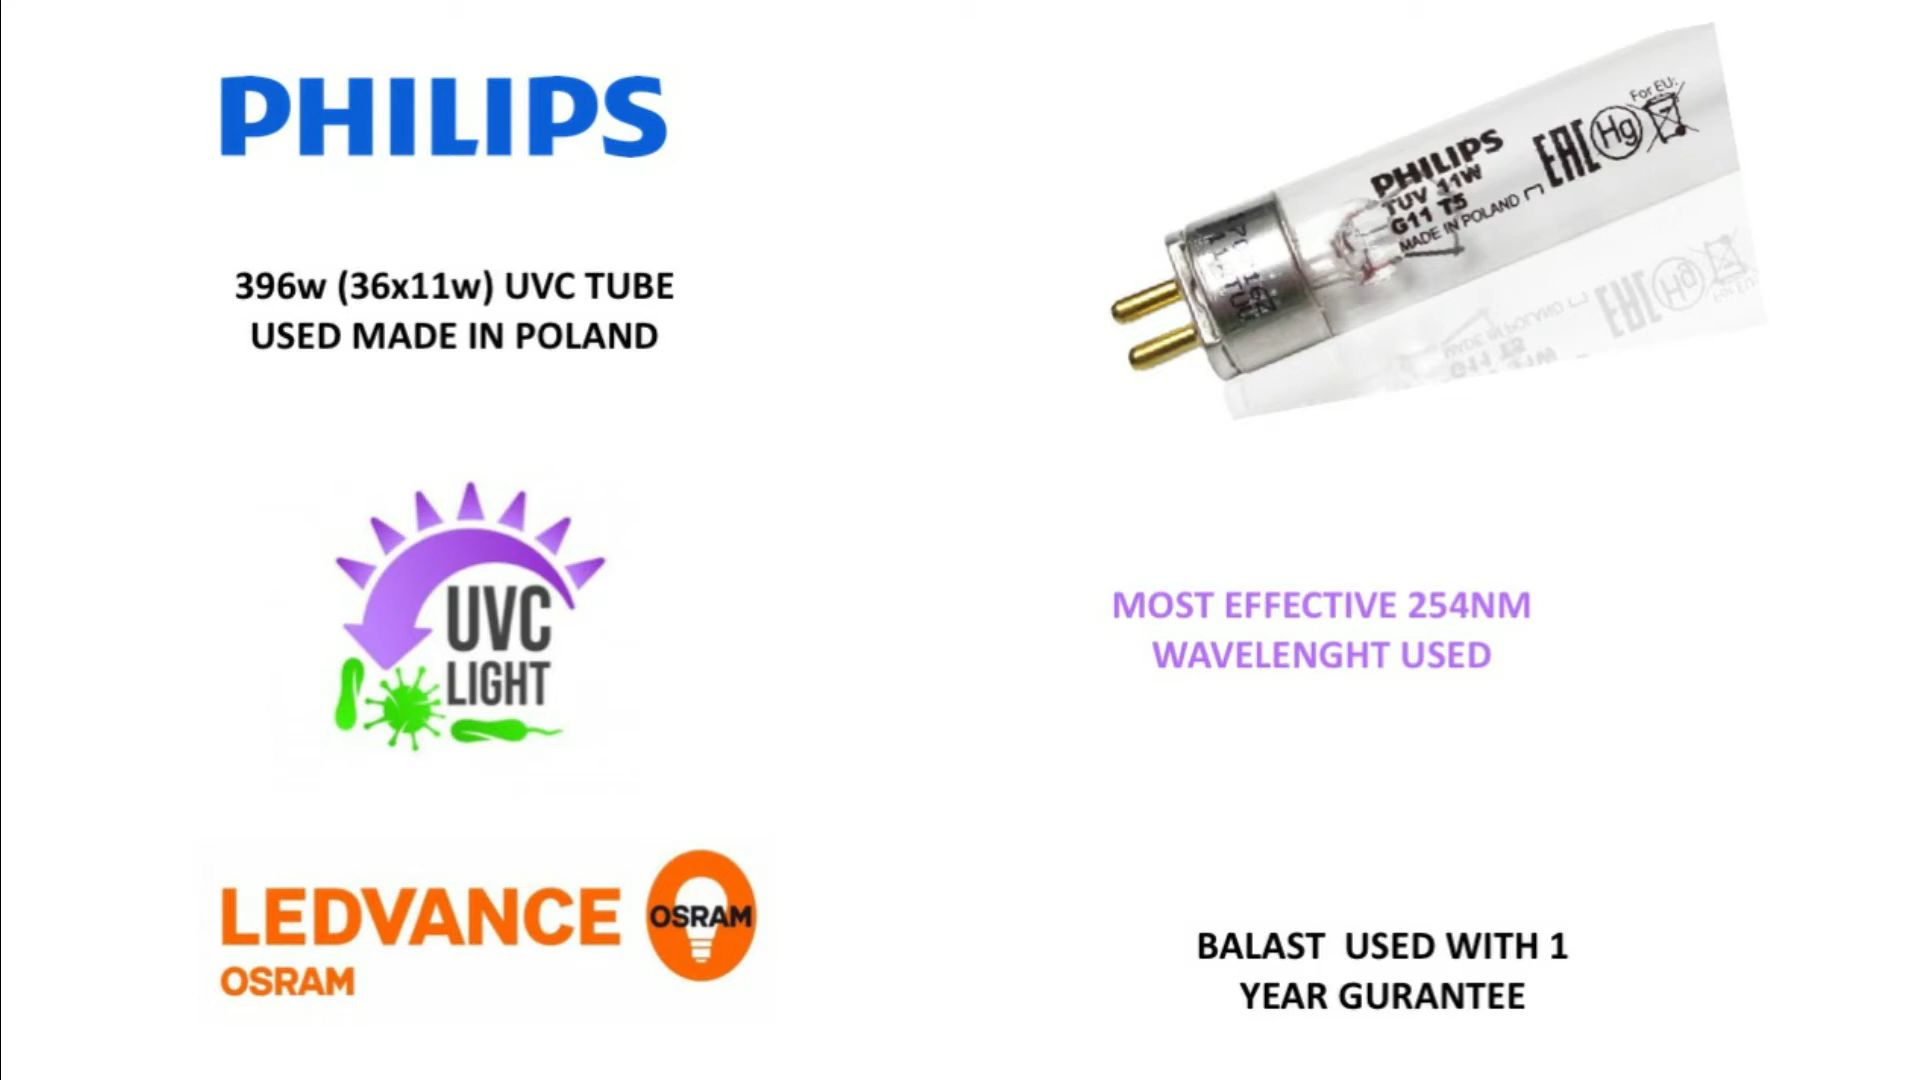 PHILIPS
396w (36x11w) UVC TUBE
USED MADE IN POLAND
For EU:
PHILIPS
TUV 11W
G11 T5
MADE IN POLAND
EAC Hg
UVC
LIGHT
MOST EFFECTIVE 254NM
WAVELENGHT USED
LEDVANCE
OSRAM
OSRAM
BALAST USED WITH 1
YEAR GURANTEE